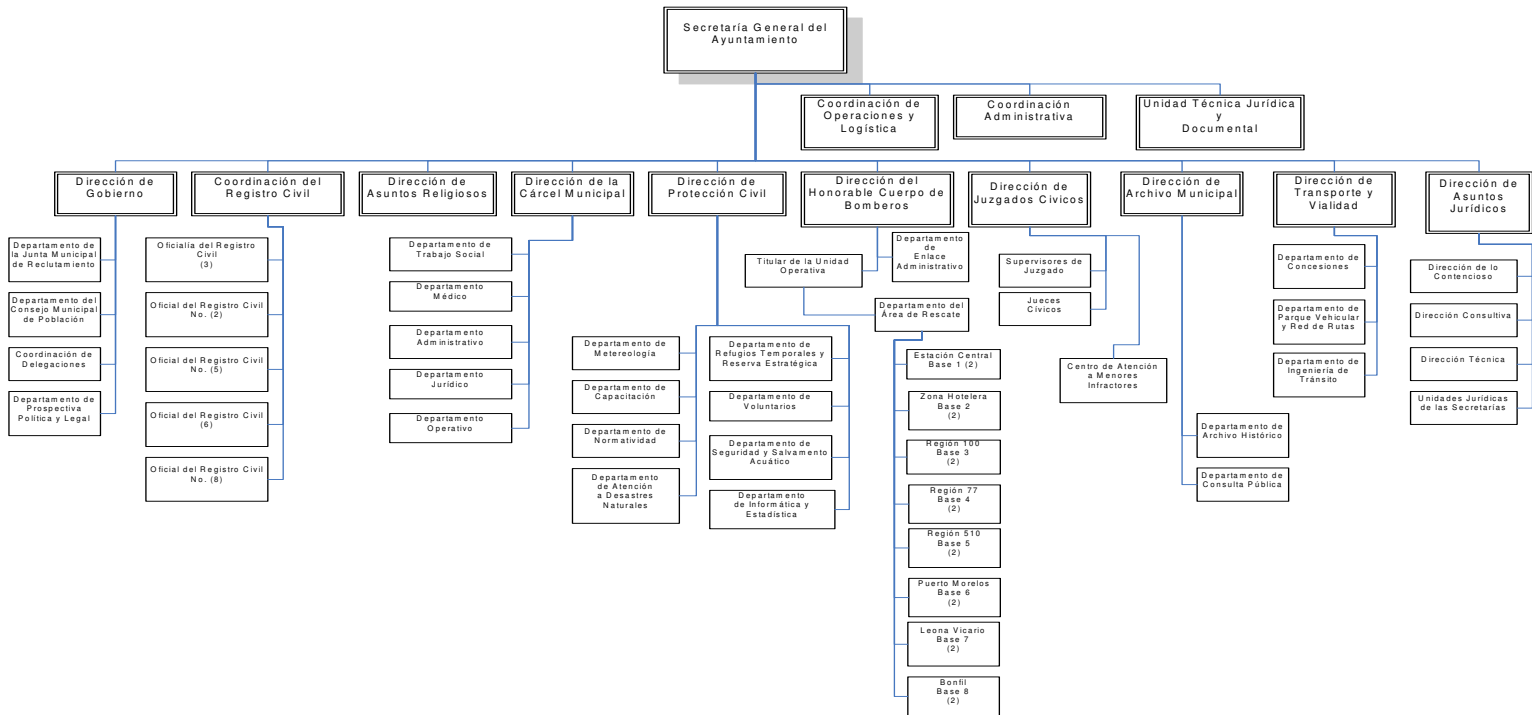 Secretaría General del
Ayuntamiento
Coordinación de
Operaciones y
Logística
Coordinación
Administrativa
Unidad Técnica Jurídica
y
Documental
Dirección de
Gobierno
Coordinación del
Registro Civil
Dirección de
Asuntos Religiosos
Dirección de la
Cárcel Municipal
Dirección de
Protección Civil
Dirección del
Honorable Cuerpo de
Bomberos
Dirección de
Juzgados Civicos
Dirección de
Archivo Municipal
Dirección de
Transporte y
Vialidad
Dirección de
Asuntos
Jurídicos
Departamento de
la Junta Municipal
de Reclutamiento
Departamento del
Consejo Municipal
de Población
Coordinación de
Delegaciones
Departamento de
Prospectiva
Política y Legal
Oficialía del Registro
Civil
(3)
Oficial del Registro Civil
No. (2)
Oficial del Registro Civil
No. (5)
Oficial del Registro Civil
(6)
Oficial del Registro Civil
No. (8)
Departamento de
Trabajo Social
Departamento
Médico
Departamento
Administrativo
Departamento
Jurídico
Departamento
Operativo
Departamento de
Metereología
Departamento de
Capacitación
Departamento de
Normatividad
Departamento
de Atención
a Desastres
Naturales
Departamento de
Refugios Temporales y
Reserva Estratégica
Departamento de
Voluntarios
Departamento de
Seguridad y Salvamento
Acuático
Departamento
de Informática y
Estadística
Titular de la Unidad
Operativa
Departamento
de
Enlace
Administrativo
Departamento del
Área de Rescate
Estación Central
Base 1 (2)
Zona Hotelera
Base 2
(2)
Región 100
Base 3
(2)
Región 77
Base 4
(2)
Región 510
Base 5
(2)
Puerto Morelos
Base 6
(2)
Leona Vicario
Base 7
(2)
Bonfil
Base 8
(2)
Supervisores de
Juzgado
Jueces
Cívicos
Centro de Atención
a Menores
Infractores
Departamento de
Archivo Histórico
Departamento de
Consulta Pública
Departamento de
Concesiones
Departamento de
Parque Vehicular
y Red de Rutas
Departamento de
Ingeniería de
Tránsito
Dirección de lo
Contencioso
Dirección Consultiva
Dirección Técnica
Unidades Jurídicas
de las Secretarías